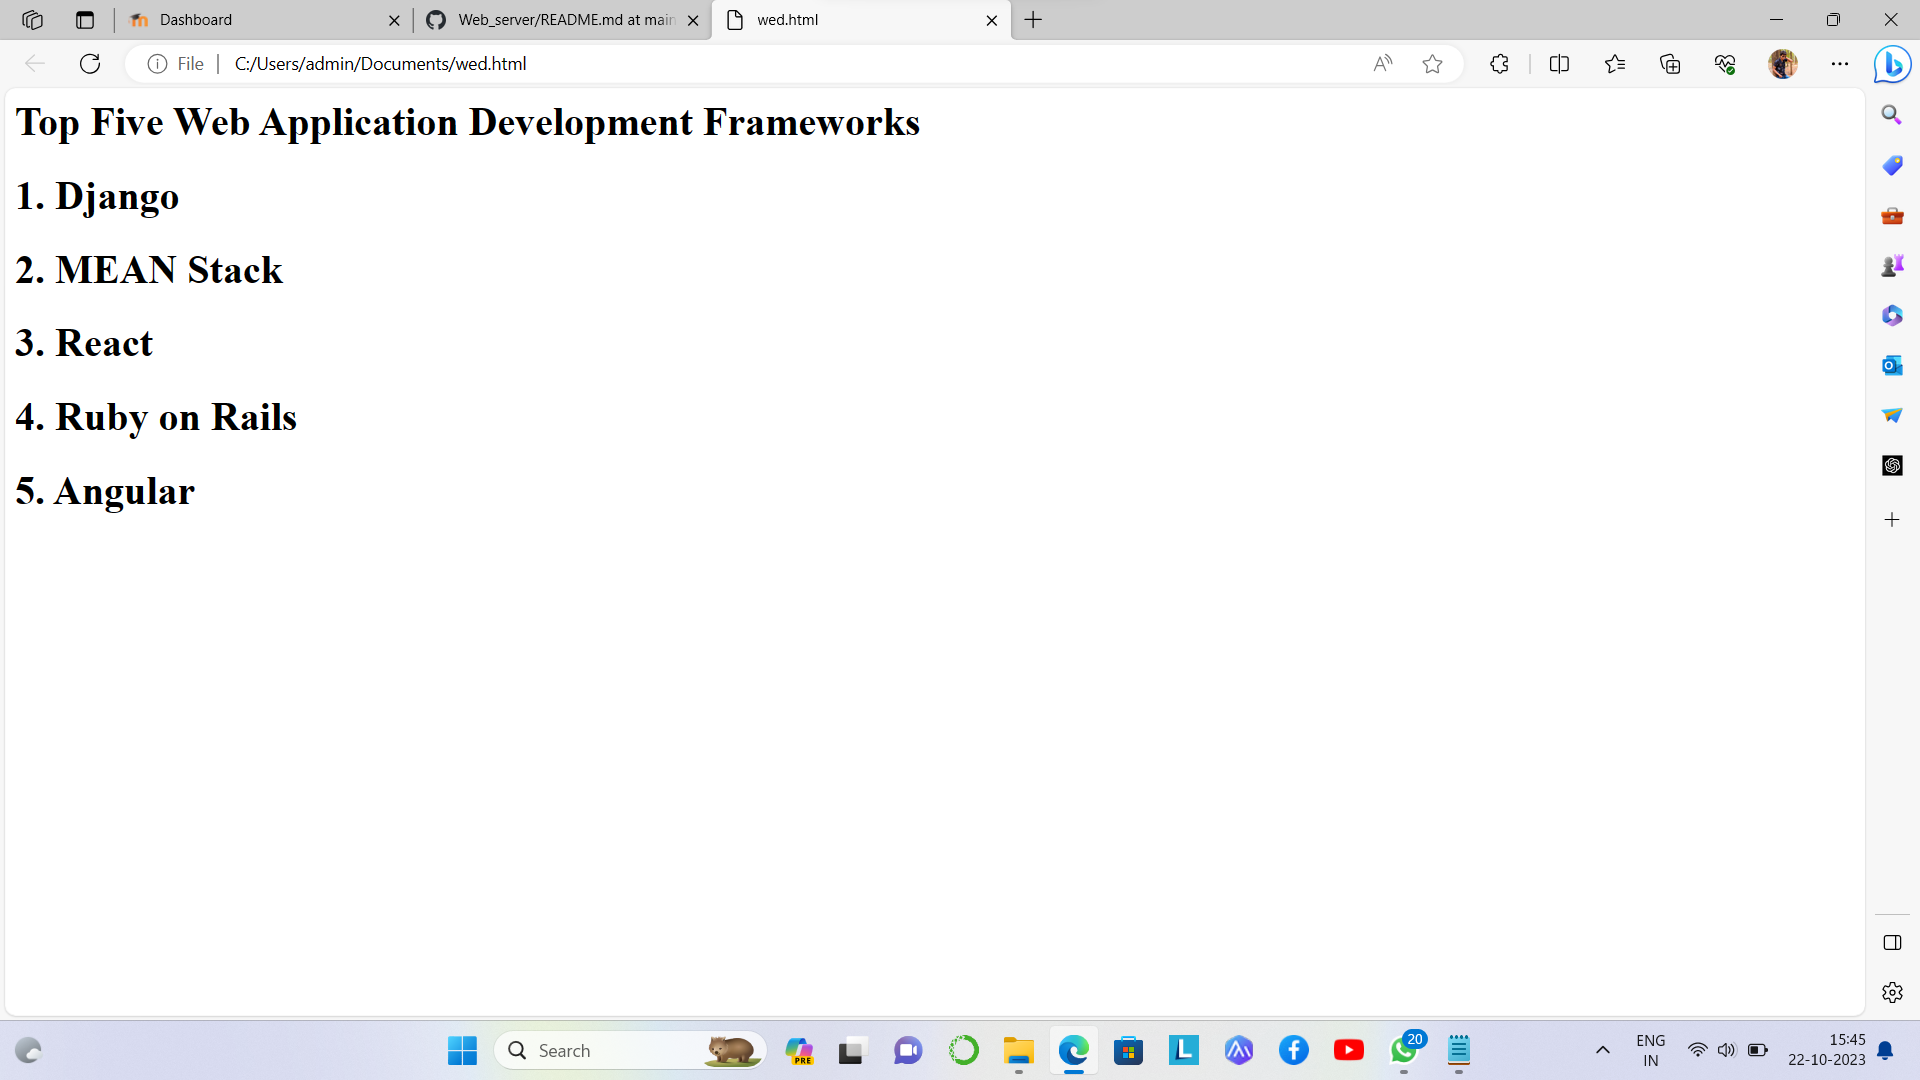 Dashboard
Web_server/README.md at main
wed.html
File
C:/Users/admin/Documents/wed.html
Top Five Web Application Development Frameworks
1. Django
2. MEAN Stack
3. React
4. Ruby on Rails
5. Angular
Search
PRE
L
20
ENG
IN
15:45
22-10-2023